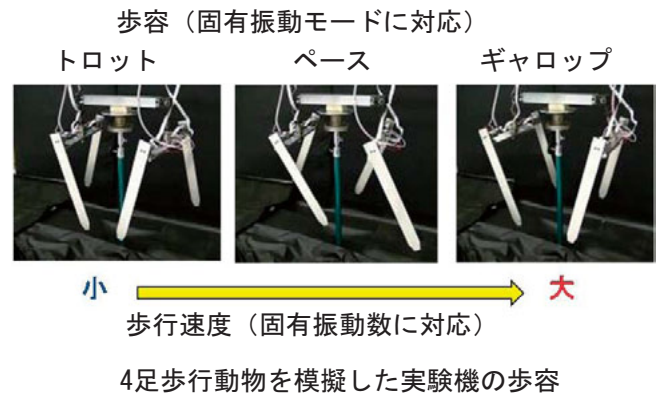 歩容（固有振動モードに対応）
トロット ペース ギャロップ
小 大
歩行速度（固有振動数に対応）
4足歩行動物を模擬した実験機の歩容